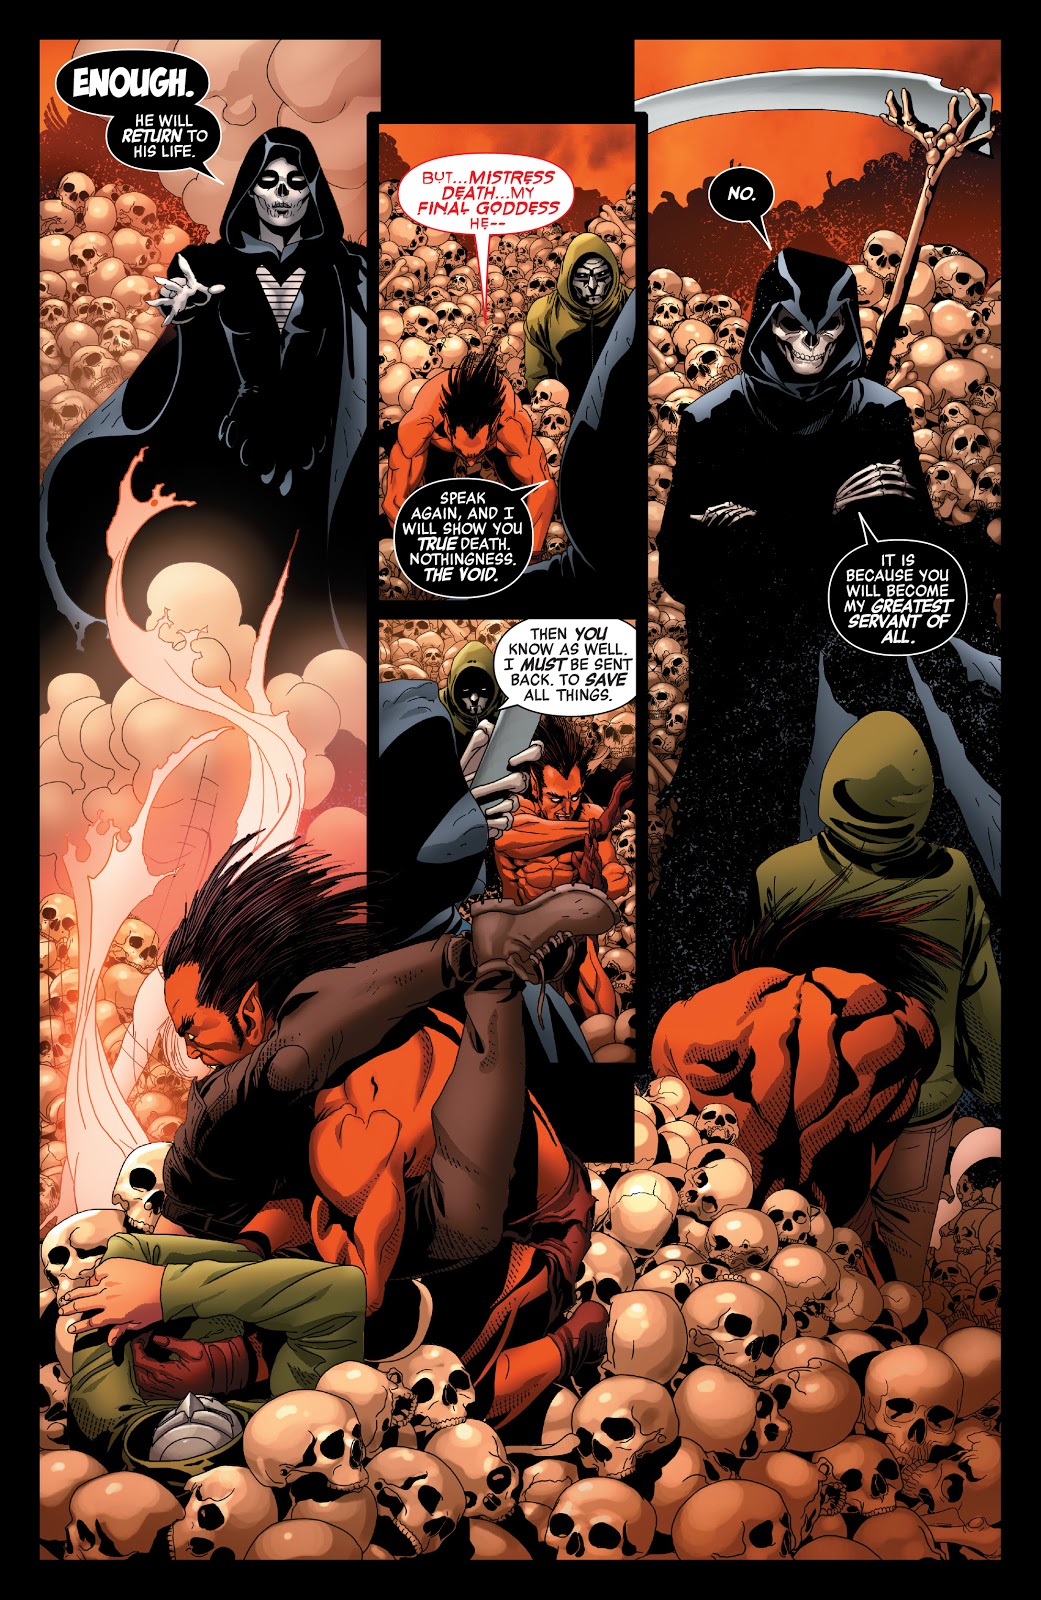 ENOUGH.
HE WILL
RETURN TO
HIS LIFE.
BUT...MISTRESS
DEATH...MY
FINAL GODDESS
HE--
SPEAK
AGAIN, AND I
WILL SHOW YOU
TRUE DEATH.
NOTHINGNESS.
THE VOID.
THEN YOU
KNOW AS WELL.
I MUST BE SENT
BACK. TO SAVE
ALL THINGS.
NO.
IT IS
BECAUSE YOU
WILL BECOME
MY GREATEST
SERVANT OF
ALL.